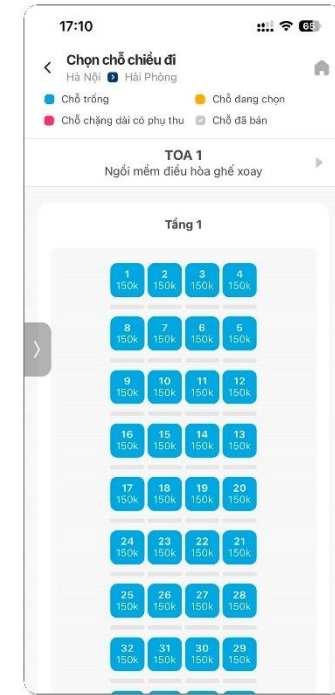 17:10
65
Chọn chỗ chiều đi
Hà Nội Hải Phòng
Chỗ trống Chỗ đang chọn
Chỗ chặng dài có phụ thu Chỗ đã bán
TOA 1
Ngồi mềm điều hòa ghế xoay
Tầng 1
1 2 3 4
150k 150k 150k 150k
8 7 6 5
150k 150k 150k 150k
9 10 11 12
150k 150k 150k 150k
16 15 14 13
150k 150k 150k 150k
17 18 19 20
150k 150k 150k 150k
24 23 22 21
150k 150k 150k 150k
25 26 27 28
150k 150k 150k 150k
32 31 30 29
150k 150k 150k 150k